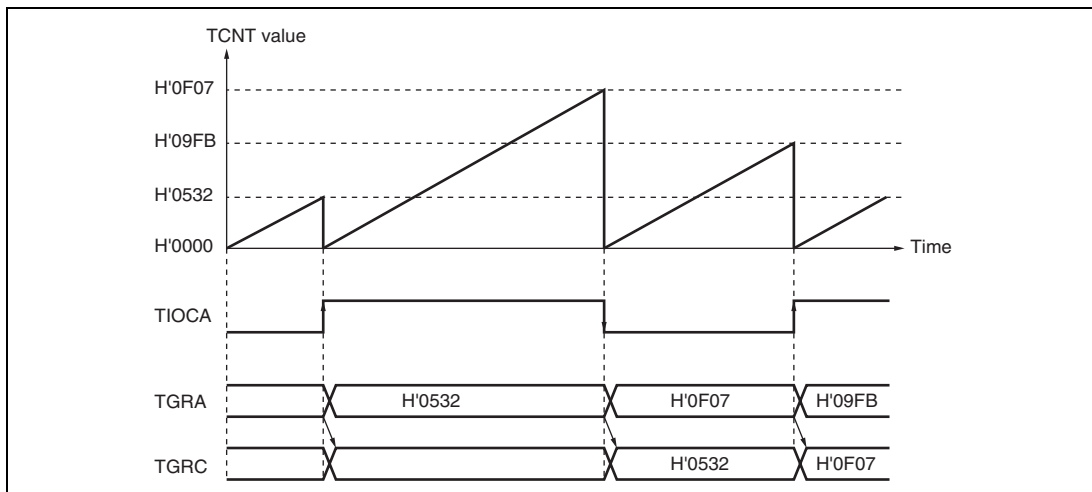 TCNT value
H'0F07
H'09FB
H'0532
H'0000
Time
TIOCA
TGRA
H'0532
H'0F07
H'09FB
TGRC
H'0532
H'0F07